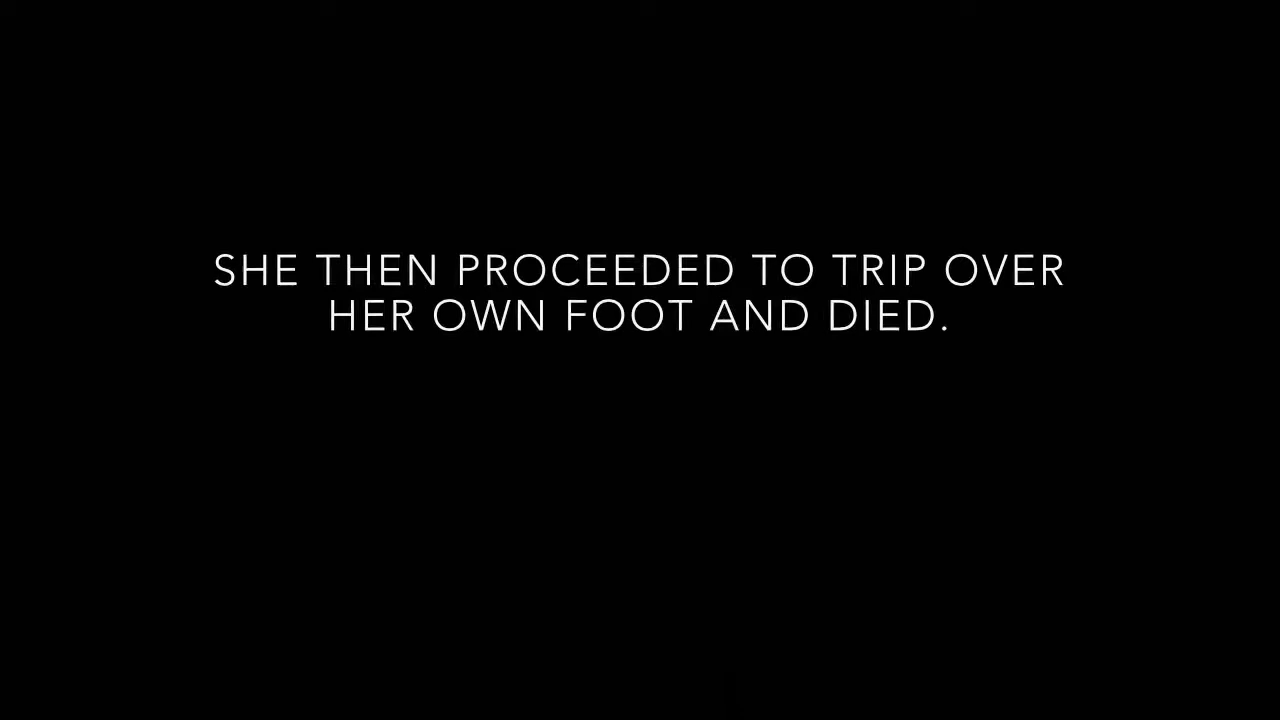 SHE THEN PROCEEDED TO TRIP OVER
HER OWN FOOT AND DIED.